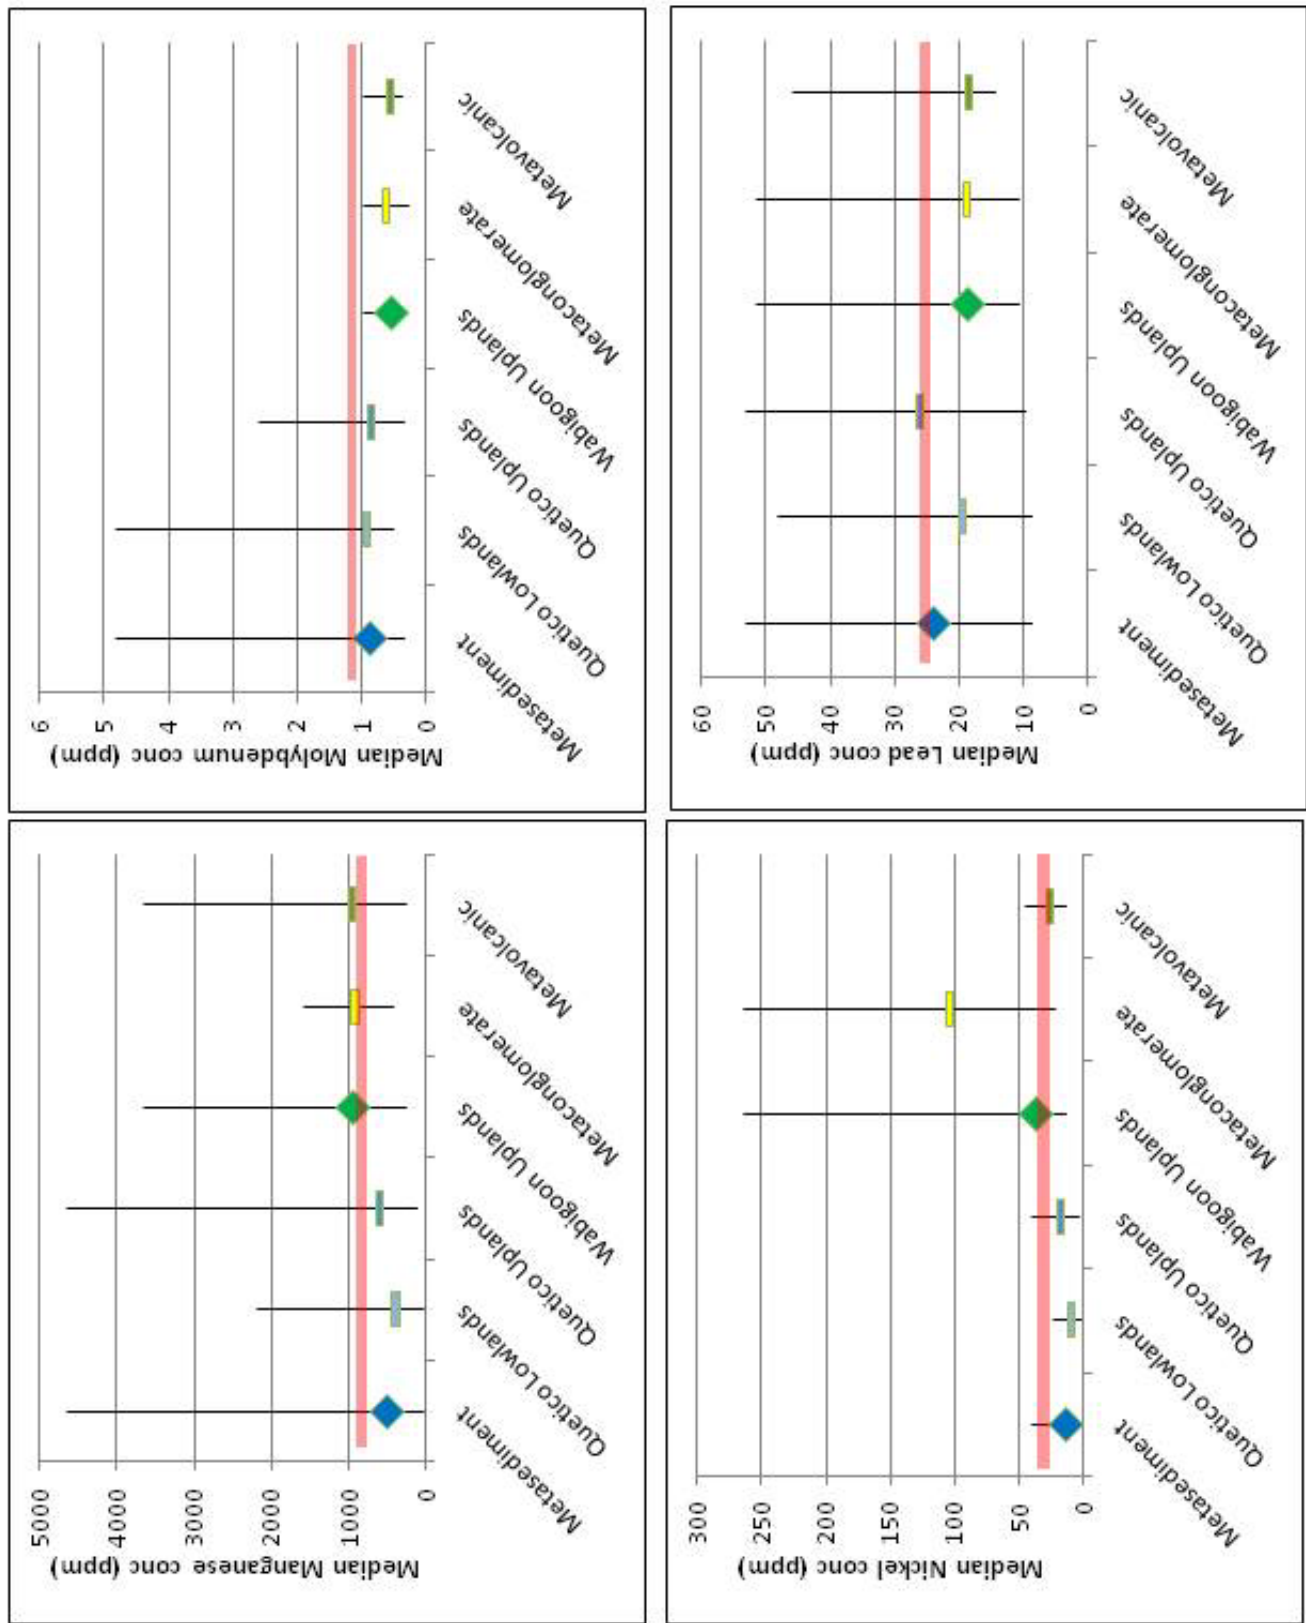 Median Manganese conc (ppm)
5000
4000
3000
2000
1000
0
Metasediment
Quetico Lowlands
Quetico Uplands
Wabigoon Uplands
Metaconglomerate
Metavolcanic
Median Molybdenum conc (ppm)
6
5
4
3
2
1
0
Metasediment
Quetico Lowlands
Quetico Uplands
Wabigoon Uplands
Metaconglomerate
Metavolcanic
Median Nickel conc (ppm)
300
250
200
150
100
50
0
Metasediment
Quetico Lowlands
Quetico Uplands
Wabigoon Uplands
Metaconglomerate
Metavolcanic
Median Lead conc (ppm)
60
50
40
30
20
10
0
Metasediment
Quetico Lowlands
Quetico Uplands
Wabigoon Uplands
Metaconglomerate
Metavolcanic